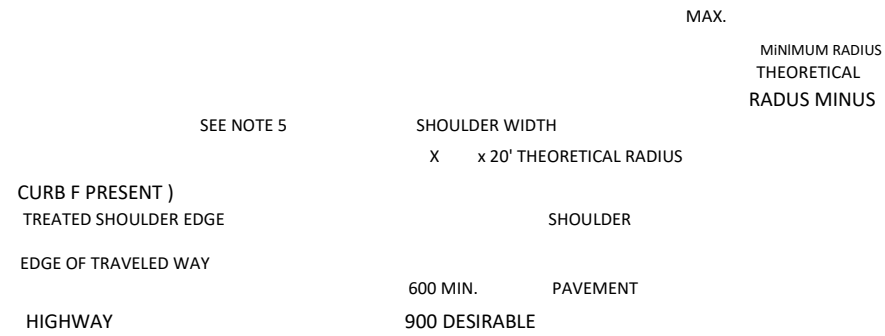 MAX.
MiNIMUM RADIUS
THEORETICAL
RADUS MINUS
SEE NOTE 5 SHOULDER WIDTH
X x 20' THEORETICAL RADIUS
CURB F PRESENT )
TREATED SHOULDER EDGE SHOULDER
EDGE OF TRAVELED WAY
600 MIN. PAVEMENT
HIGHWAY 900 DESIRABLE